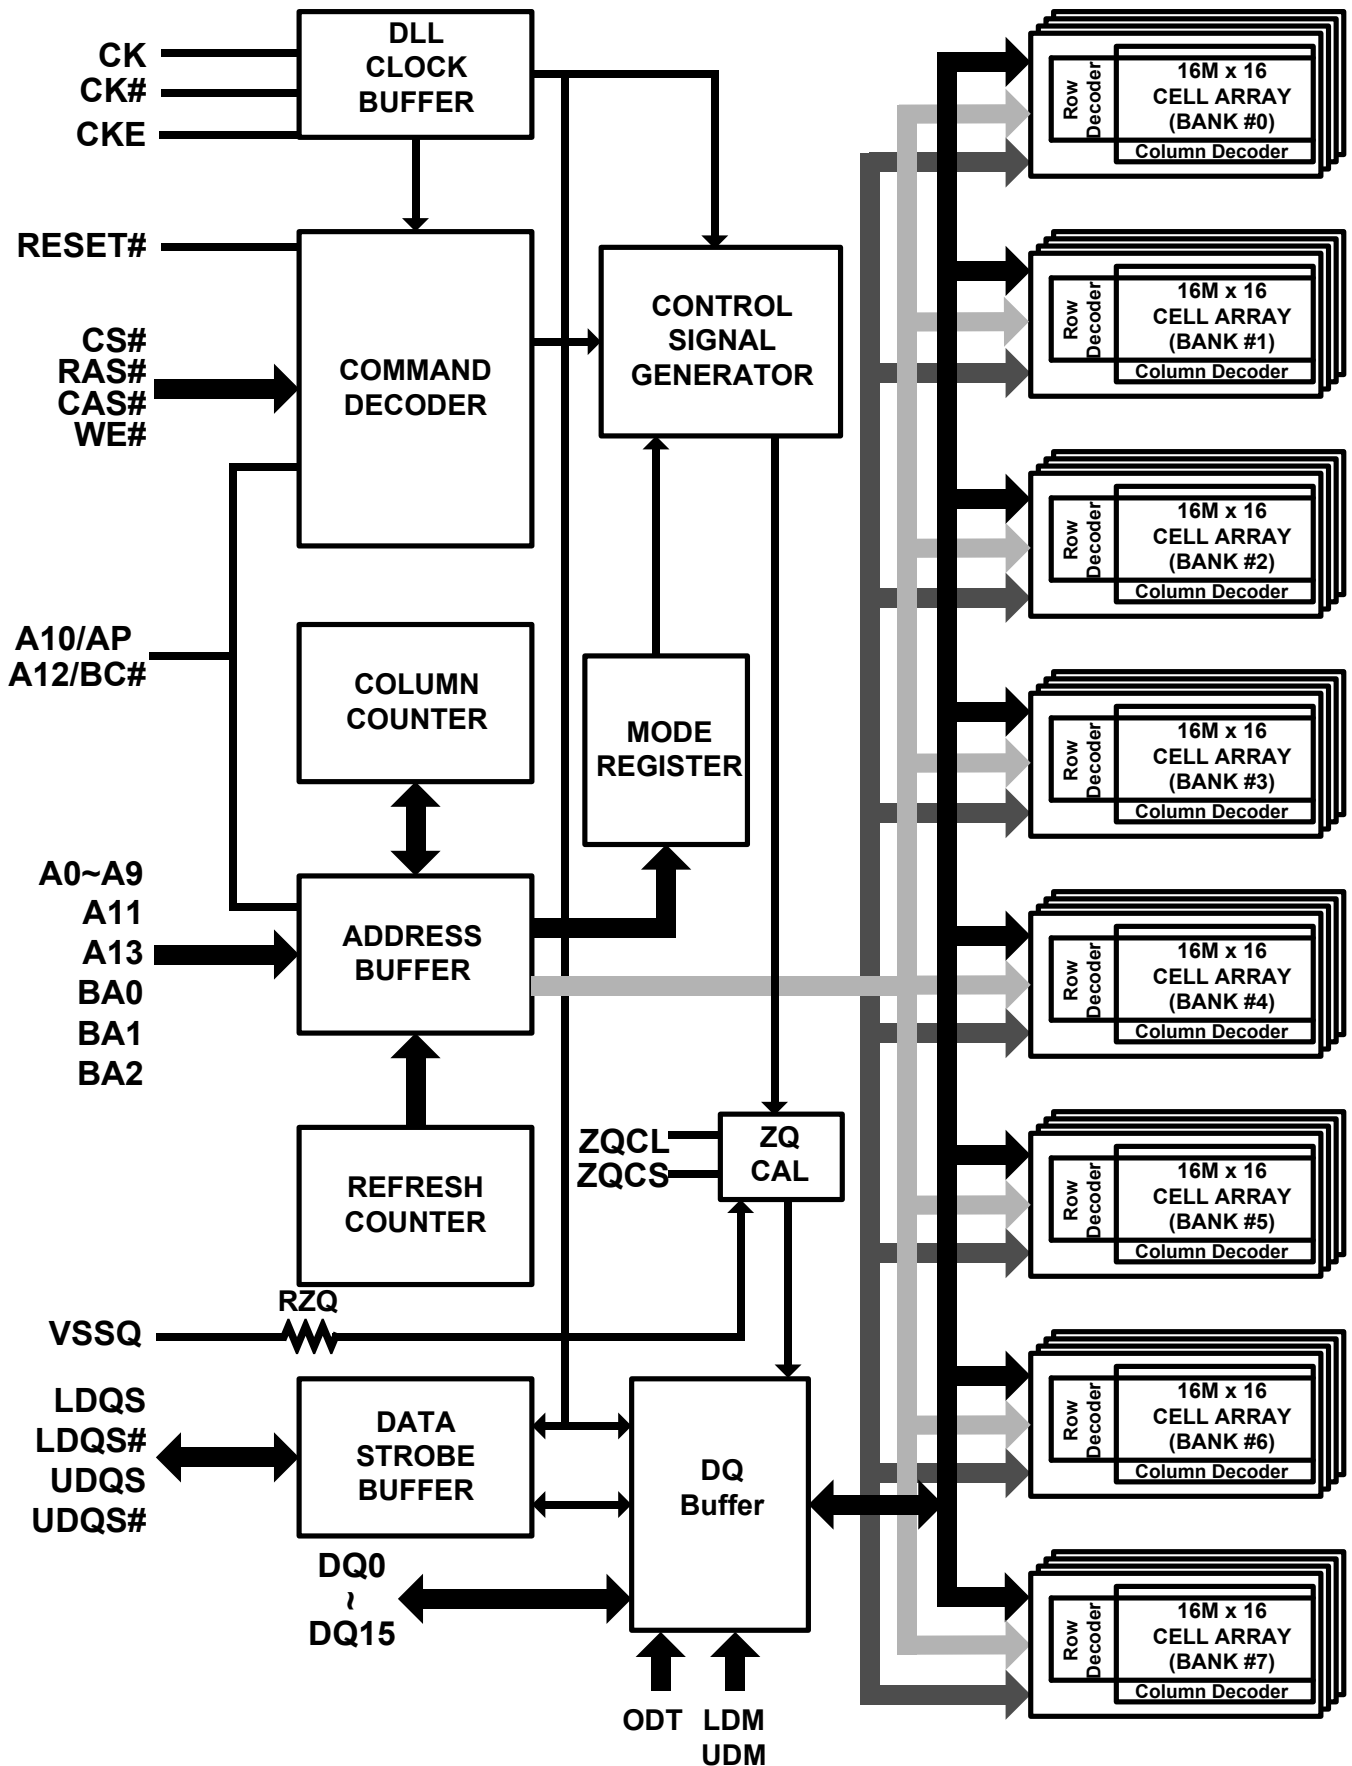 CK
CK#
CKE
DLL
CLOCK
BUFFER
RESET#
CS#
RAS#
CAS#
WE#
COMMAND
DECODER
CONTROL
SIGNAL
GENERATOR
A10/AP
A12/BC#
COLUMN
COUNTER
MODE
REGISTER
A0~A9
A11
A13
BA0
BA1
BA2
ADDRESS
BUFFER
REFRESH
COUNTER
ZQCL
ZQCS
ZQ
CAL
RZQ
VSSQ
LDQS
LDQS#
UDQS
UDQS#
DATA
STROBE
BUFFER
DQ
Buffer
DQ0
~
DQ15
ODT
LDM
UDM
Row
Decoder
16M x 16
CELL ARRAY
(BANK #0)
Column Decoder
Row
Decoder
16M x 16
CELL ARRAY
(BANK #1)
Column Decoder
Row
Decoder
16M x 16
CELL ARRAY
(BANK #2)
Column Decoder
Row
Decoder
16M x 16
CELL ARRAY
(BANK #3)
Column Decoder
Row
Decoder
16M x 16
CELL ARRAY
(BANK #4)
Column Decoder
Row
Decoder
16M x 16
CELL ARRAY
(BANK #5)
Column Decoder
Row
Decoder
16M x 16
CELL ARRAY
(BANK #6)
Column Decoder
Row
Decoder
16M x 16
CELL ARRAY
(BANK #7)
Column Decoder